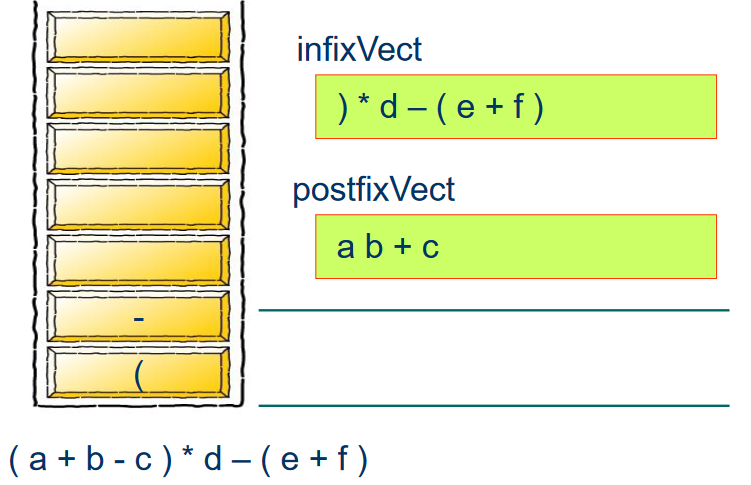 infixVect
) * d – ( e + f )
postfixVect
a b + c
-
(
( a + b - c ) * d – ( e + f )